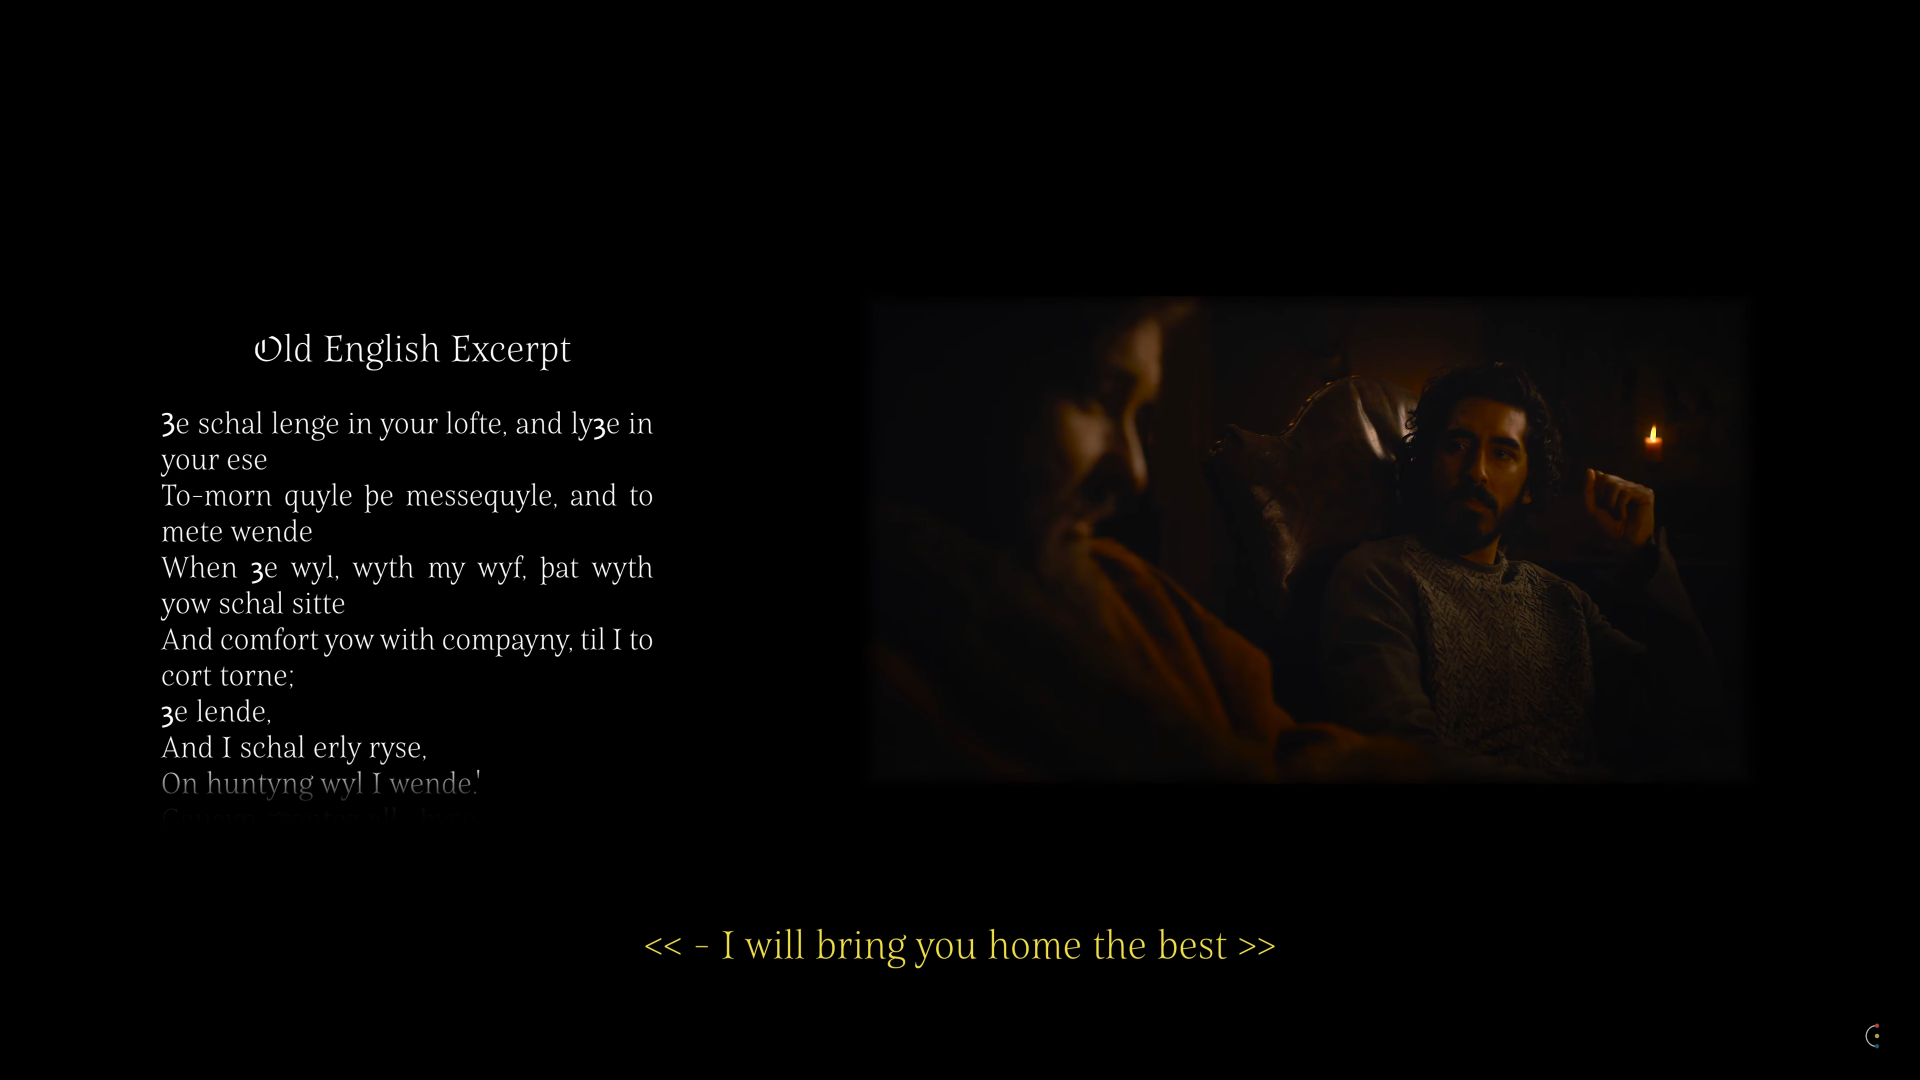 Old English Excerpt
Ȝe schal lenge in your lofte, and lyȝe in
your ese
To-morn quyle þe messequyle, and to
mete wende
When ȝe wyl, wyth my wyf, þat wyth
yow schal sitte
And comfort yow with compayny, til I to
cort torne;
ȝe lende,
And I schal erly ryse,
On huntyng wyl I wende.'
<< - I will bring you home the best >>